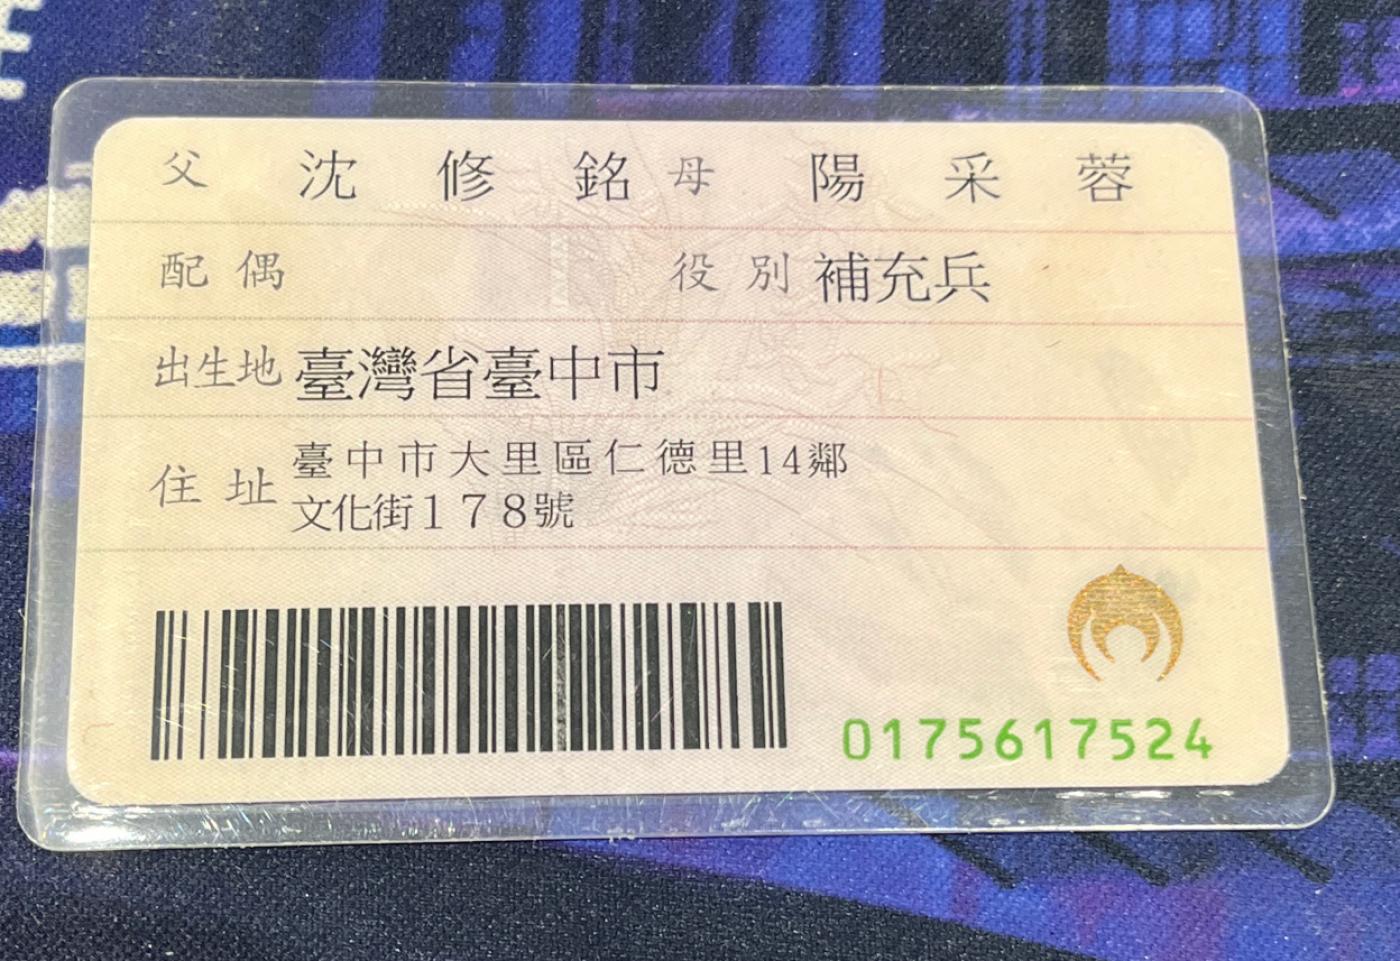 父 沈修銘 母 陽采蓉
配偶 役別 補充兵
出生地 臺灣省臺中市
住址 臺中市大里區仁德里14鄰
文化街178號
0175617524